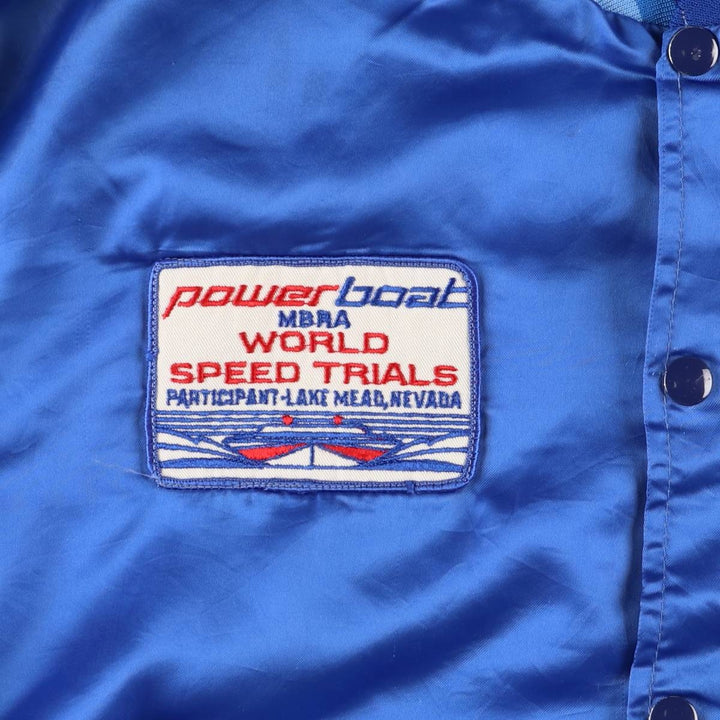 powerboat
MBRA
WORLD
SPEED TRIALS
PARTICIPANT-LAKE MEAD, NEVADA